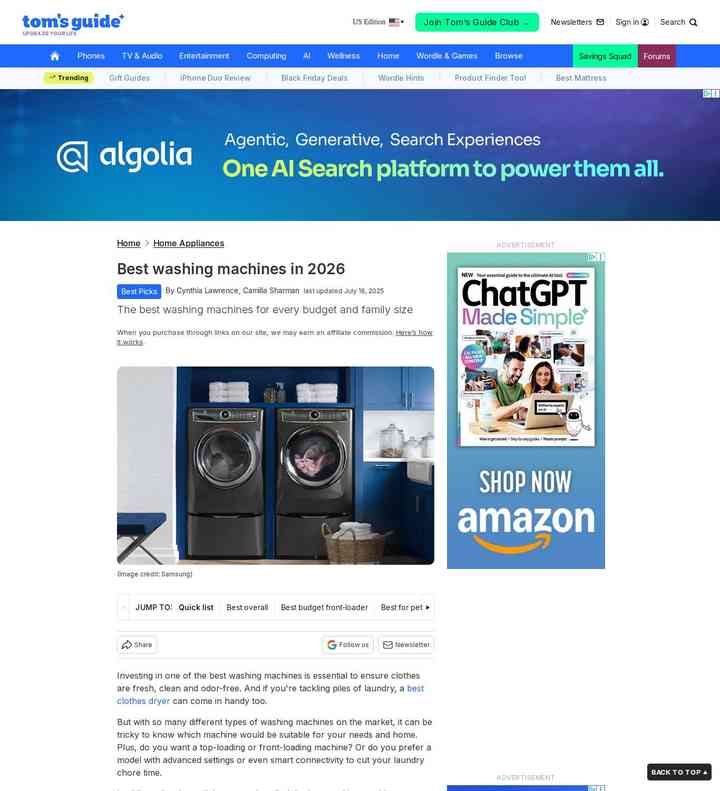 tom's guide
UPGRADE YOUR LIFE
US Edition
Join Tom's Guide Club →
Newsletters
Sign in
Search
Phones
TV & Audio
Entertainment
Computing
AI
Wellness
Home
Wordle & Games
Browse
Savings Squad
Forums
Trending
Gift Guides
iPhone Duo Review
Black Friday Deals
Wordle Hints
Product Finder Tool
Best Mattress
algolia
Agentic, Generative, Search Experiences
One AI Search platform to power them all.
Home > Home Appliances
Best washing machines in 2026
Best Picks By Cynthia Lawrence, Camilla Sharman last updated July 16, 2025
The best washing machines for every budget and family size
When you purchase through links on our site, we may earn an affiliate commission. Here's how
it works.
(Image credit: Samsung)
JUMP TO: Quick list Best overall Best budget front-loader Best for pet
Share
Follow us
Newsletter
Investing in one of the best washing machines is essential to ensure clothes
are fresh, clean and odor-free. And if you're tackling piles of laundry, a best
clothes dryer can come in handy too.
But with so many different types of washing machines on the market, it can be
tricky to know which machine would be suitable for your needs and home.
Plus, do you want a top-loading or front-loading machine? Or do you prefer a
model with advanced settings or even smart connectivity to cut your laundry
chore time.
ADVERTISEMENT
NEW Your essential guide to the ultimate AI tool
ChatGPT
Made Simple
SHOP NOW
amazon
ADVERTISEMENT
BACK TO TOP